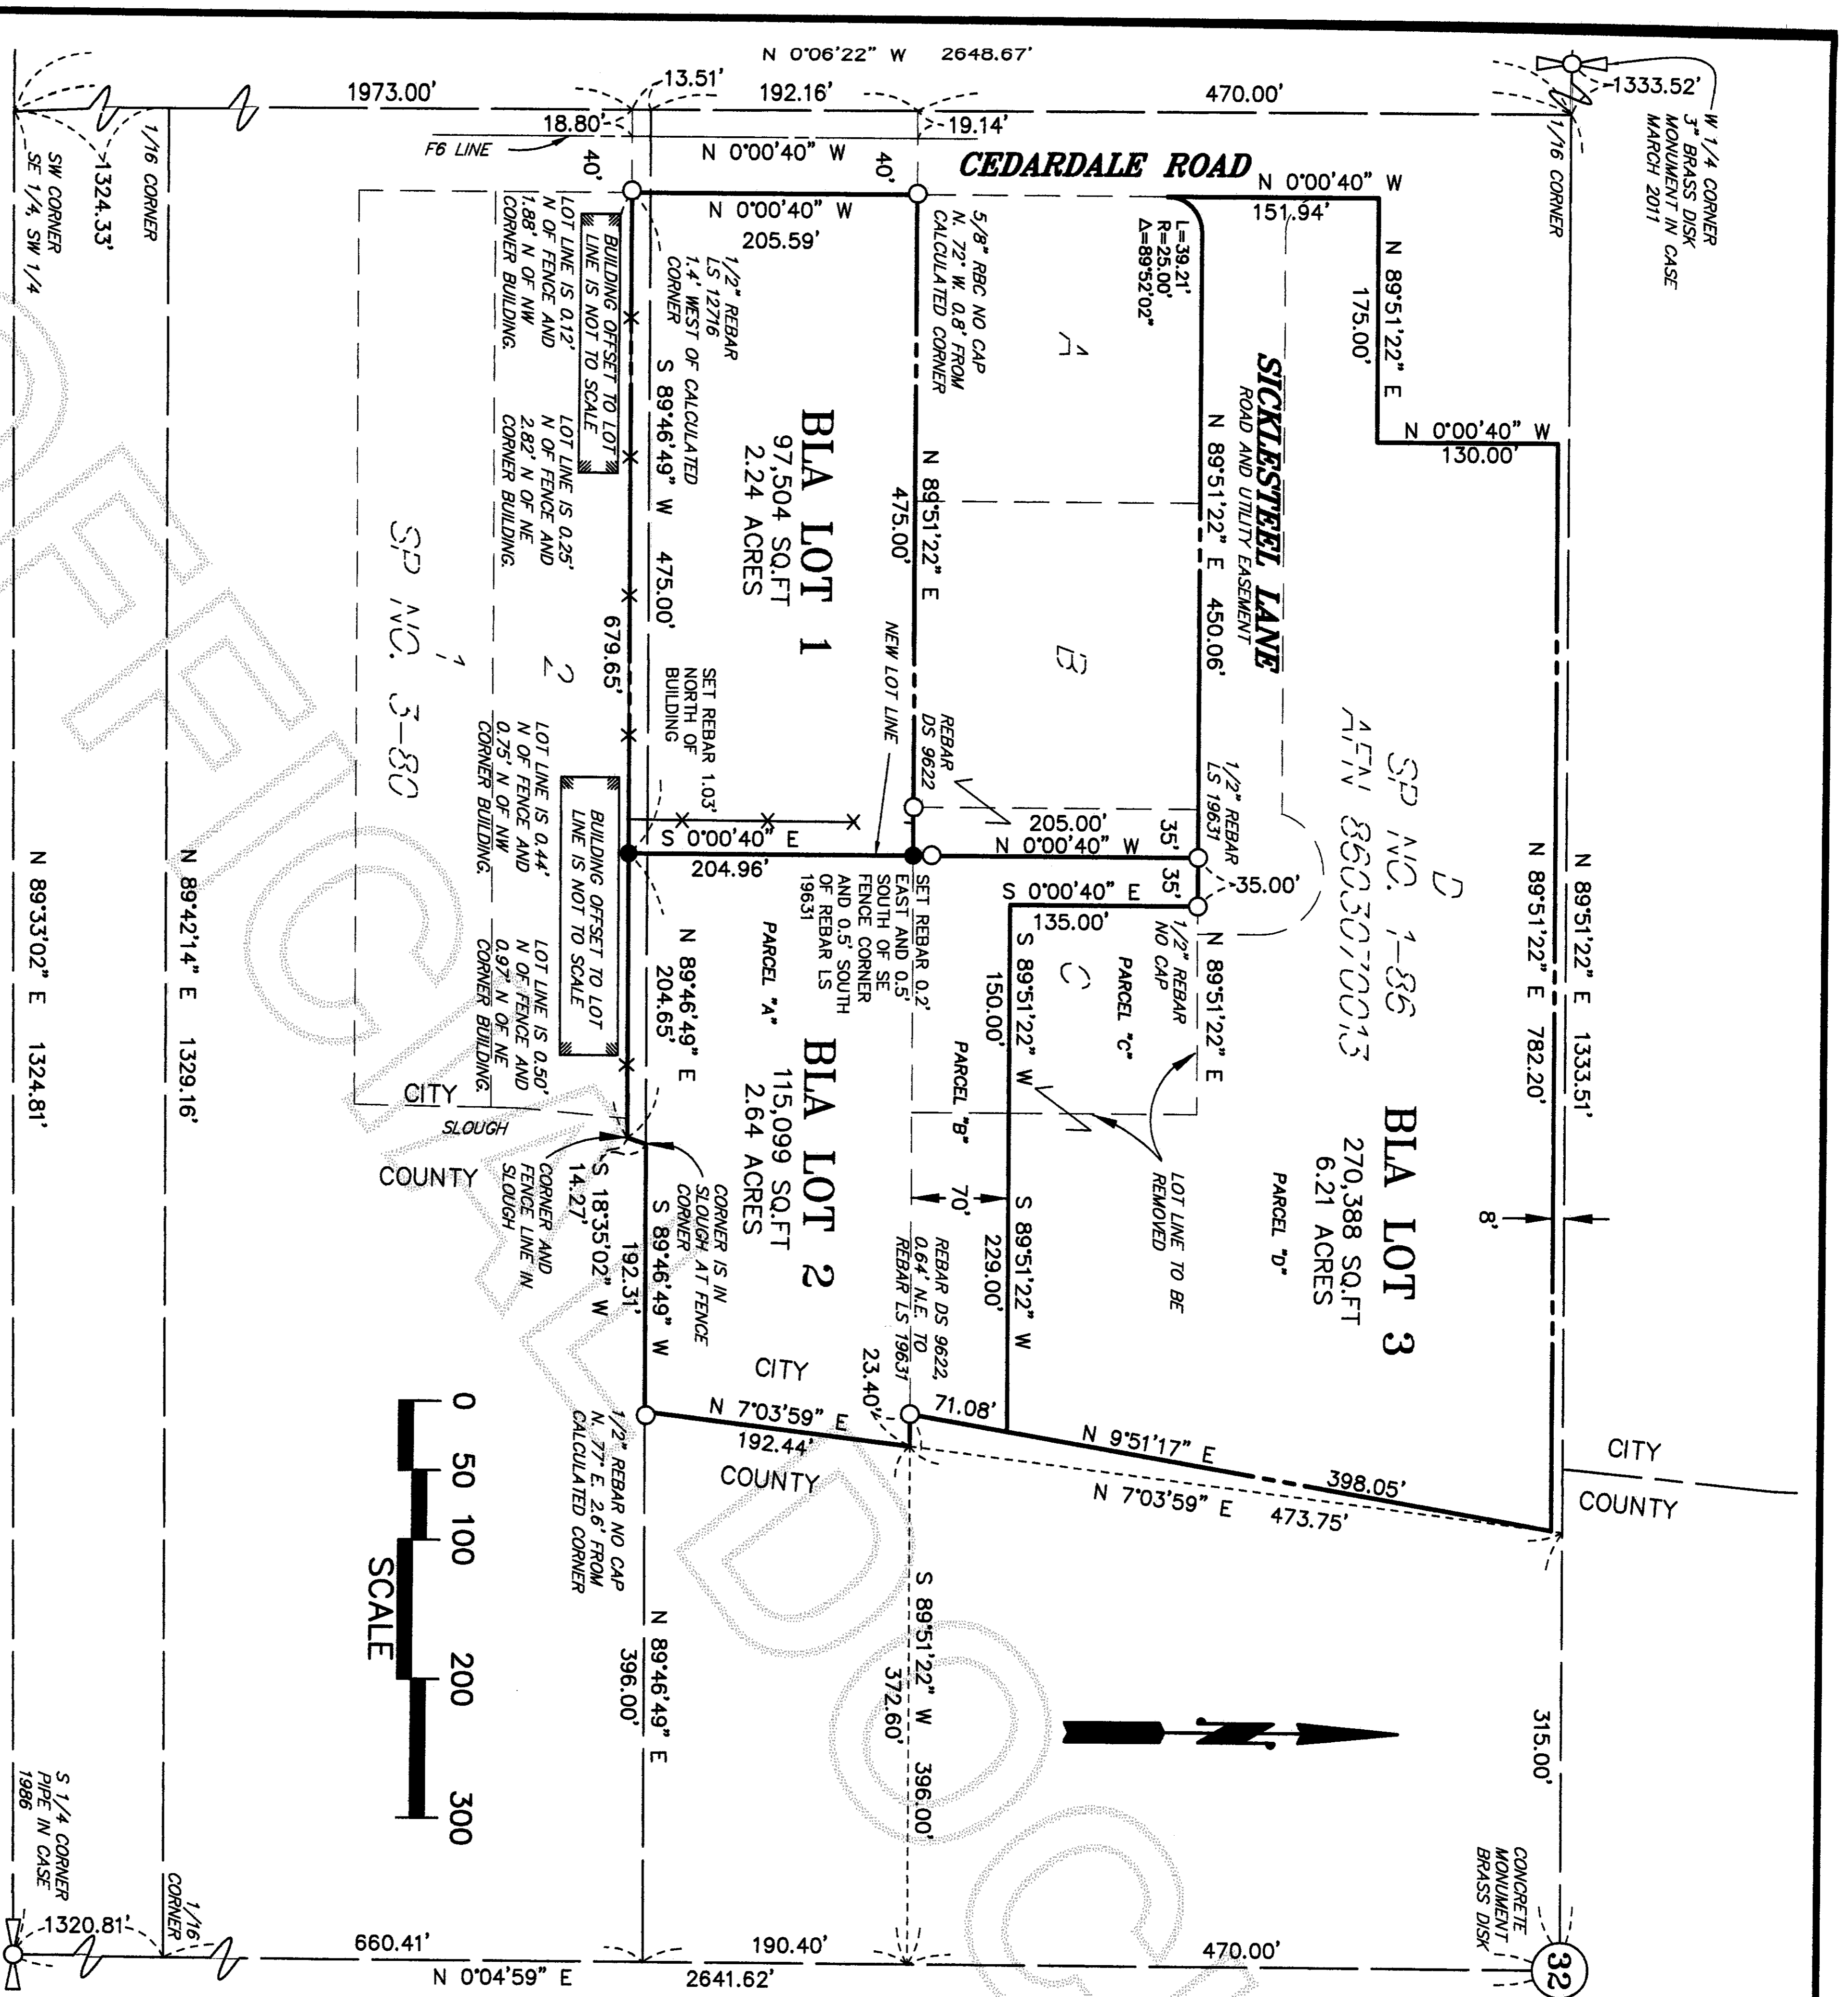 W 1/4 CORNER
3" BRASS DISK
MONUMENT IN CASE
MARCH 2011
1333.52'
1/16 CORNER
N 0°06'22" W 2648.67'
1973.00'
13.51'
192.16'
470.00'
18.80'
19.14'
F6 LINE
N 0°00'40" W
40'
40'
CEDARDALE ROAD
N 0°00'40" W
151.94'
N 89°51'22" E
175.00'
N 0°00'40" W
130.00'
N 89°51'22" E 1333.51'
N 89°51'22" E 782.20'
8'
315.00'
CONCRETE
MONUMENT
BRASS DISK
32
L=39.21'
R=25.00'
Δ=89°52'02"
SICKLESTEEL LANE
ROAD AND UTILITY EASEMENT
N 89°51'22" E 450.06'
1/2" REBAR
LS 19631
35'
35'
35.00'
SP NO. 1-86
AFN 8603070013
D
BLA LOT 3
270,388 SQ.FT
6.21 ACRES
PARCEL "D"
A
B
C
5/8" RBC NO CAP
N. 72° W. 0.8' FROM
CALCULATED CORNER
N 0°00'40" W
205.59'
1/2" REBAR
LS 12716
1.4' WEST OF CALCULATED
CORNER
N 89°51'22" E
475.00'
BLA LOT 1
97,504 SQ.FT
2.24 ACRES
NEW LOT LINE
REBAR
DS 9622
205.00'
N 0°00'40" W
S 0°00'40" E
204.96'
S 0°00'40" E
135.00'
1/2" REBAR
NO CAP
N 89°51'22" E
PARCEL "C"
LOT LINE TO BE
REMOVED
S 89°51'22" W
150.00'
S 89°51'22" W
229.00'
PARCEL "B"
70'
SET REBAR 0.2'
EAST AND 0.5'
SOUTH OF SE
FENCE CORNER
AND 0.5' SOUTH
OF REBAR LS
19631
PARCEL "A"
BLA LOT 2
115,099 SQ.FT
2.64 ACRES
REBAR DS 9622,
0.64' N.E. TO
REBAR LS 19631
23.40'
71.08'
N 9°51'17" E
398.05'
N 7°03'59" E
473.75'
CITY
COUNTY
CITY
COUNTY
N 7°03'59" E
192.44'
S 89°51'22" W 396.00'
372.60'
S 89°46'49" W 475.00'
679.65'
SET REBAR 1.03'
NORTH OF
BUILDING
N 89°46'49" E
204.65'
CORNER IS IN
SLOUGH AT FENCE
CORNER
S 89°46'49" W
192.31'
S 18°35'02" W
14.27'
CORNER AND
FENCE LINE IN
SLOUGH
1/2" REBAR NO CAP
N. 77° E. 2.6' FROM
CALCULATED CORNER
N 89°46'49" E
396.00'
BUILDING OFFSET TO LOT
LINE IS NOT TO SCALE
LOT LINE IS 0.12'
N OF FENCE AND
1.88' N OF NW
CORNER BUILDING.
LOT LINE IS 0.25'
N OF FENCE AND
2.82' N OF NE
CORNER BUILDING.
BUILDING OFFSET TO LOT
LINE IS NOT TO SCALE
LOT LINE IS 0.44'
N OF FENCE AND
0.75' N OF NW
CORNER BUILDING.
LOT LINE IS 0.50'
N OF FENCE AND
0.97' N OF NE
CORNER BUILDING.
2
1
SP NO. 3-80
CITY
SLOUGH
COUNTY
0 50 100 200 300
SCALE
1/16 CORNER
N 89°42'14" E 1329.16'
1/16
CORNER
1324.33'
SW CORNER
SE 1/4, SW 1/4
N 89°33'02" E 1324.81'
S 1/4 CORNER
PIPE IN CASE
1986
1320.81'
660.41'
190.40'
470.00'
N 0°04'59" E 2641.62'